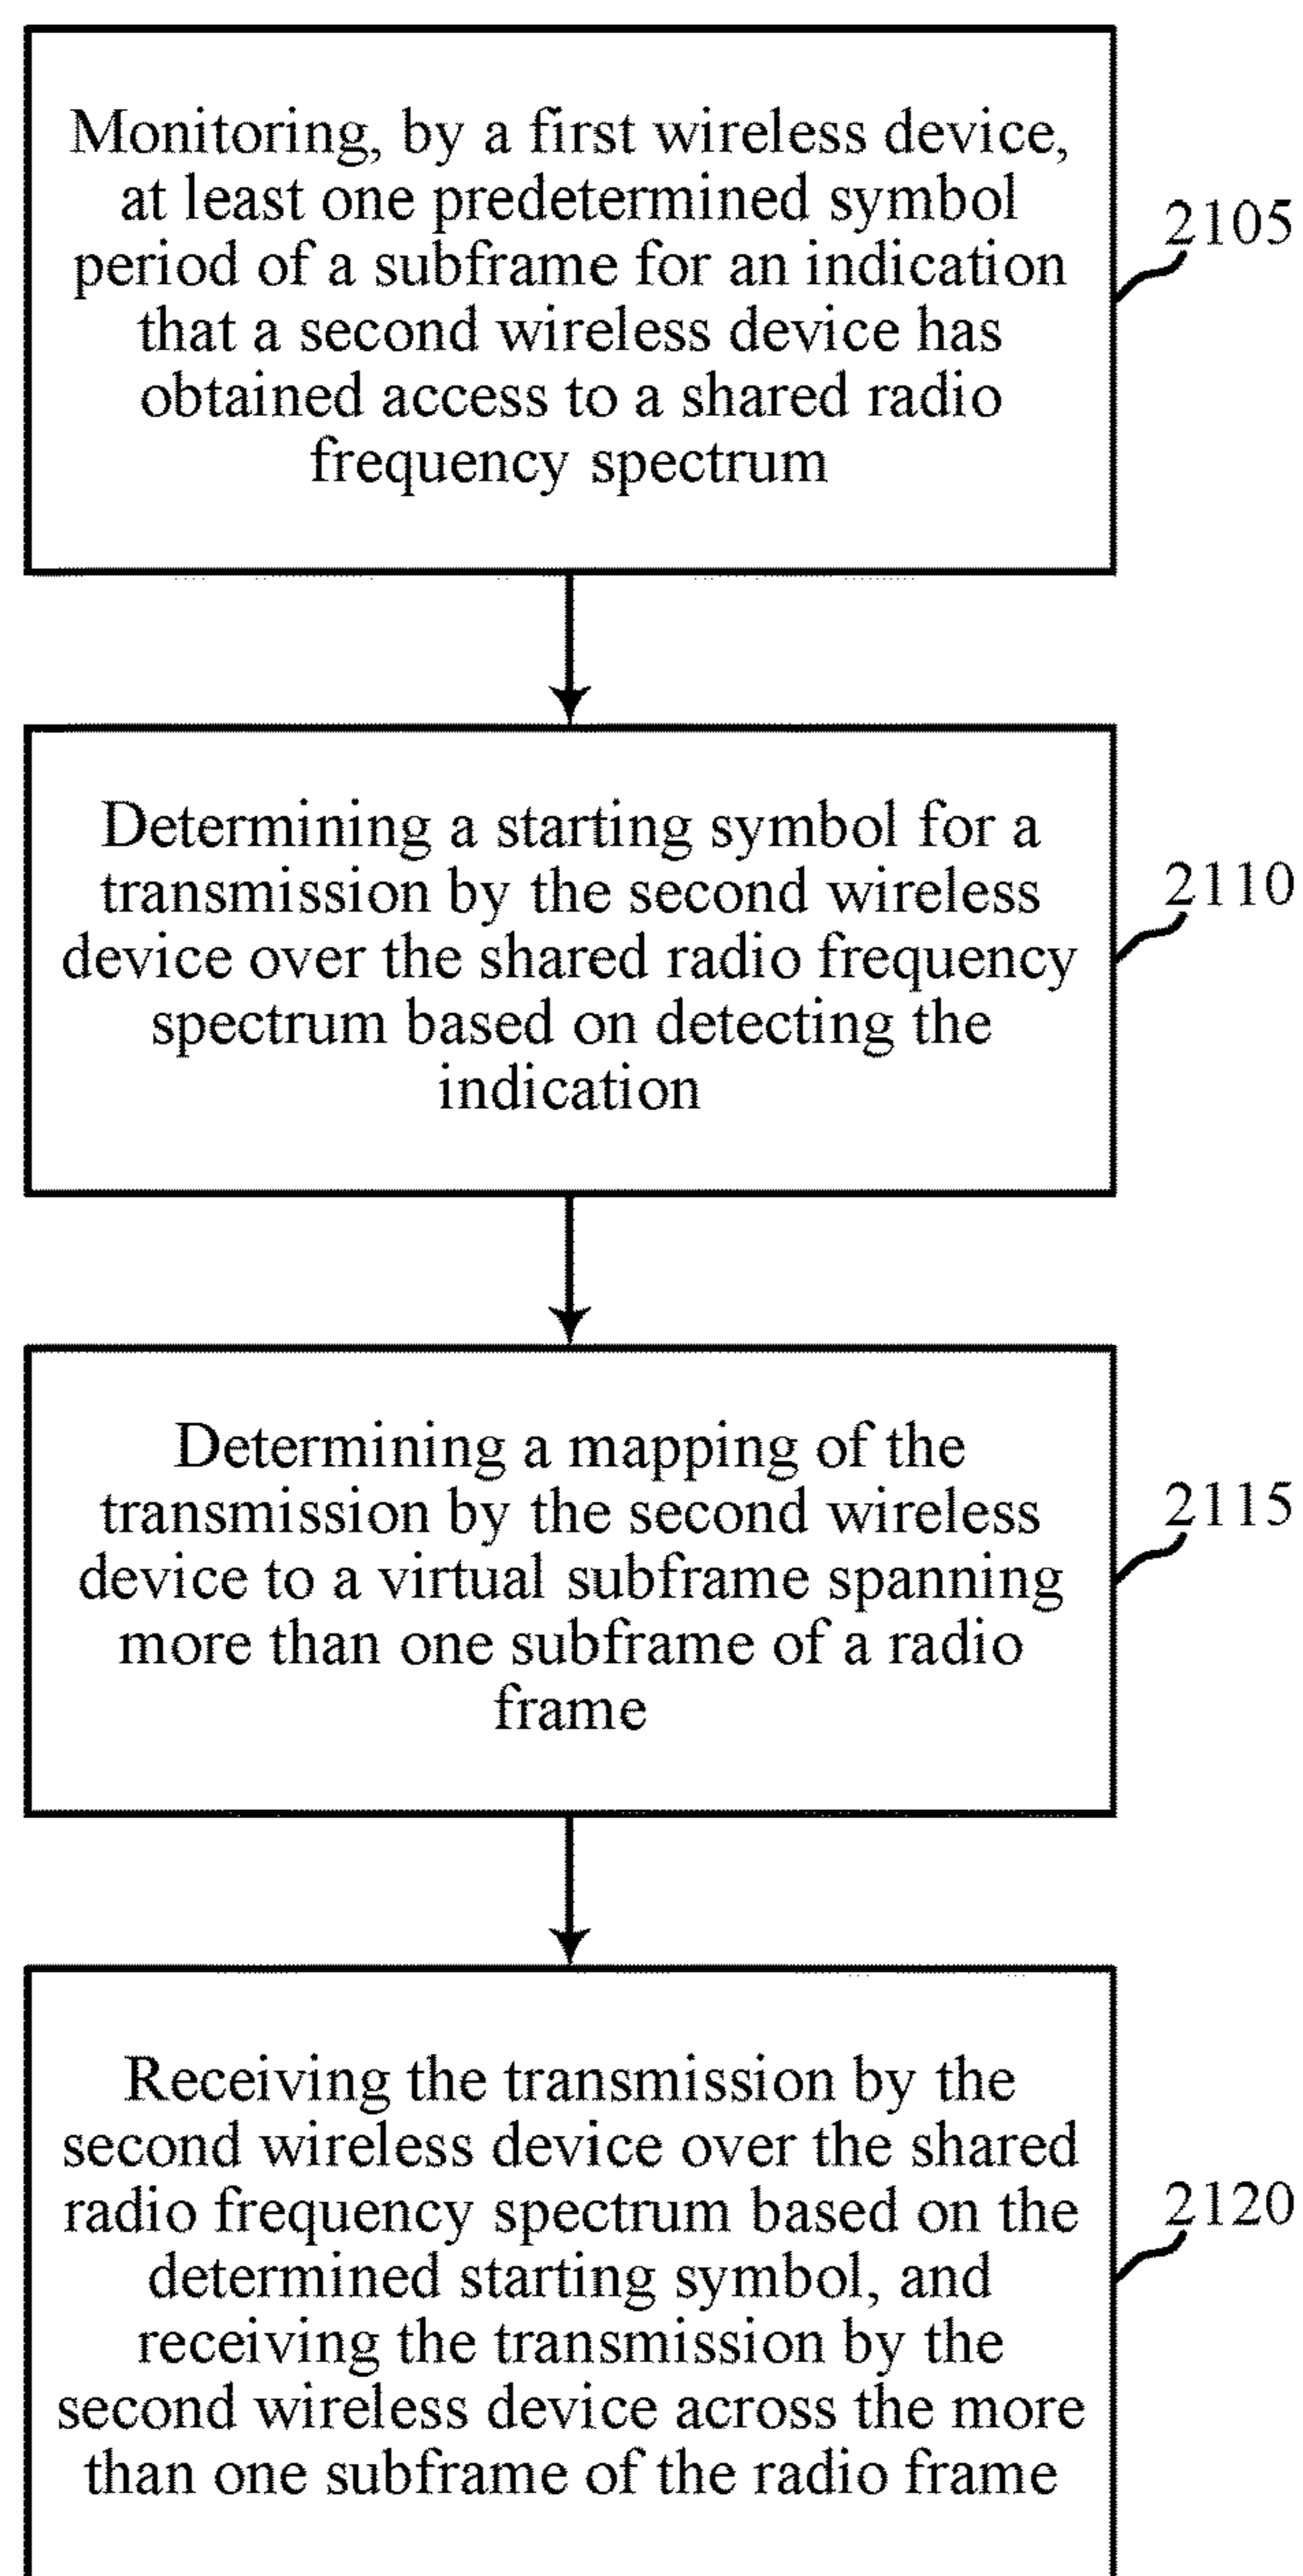 Monitoring, by a first wireless device,
at least one predetermined symbol
period of a subframe for an indication
that a second wireless device has
obtained access to a shared radio
frequency spectrum
2105
Determining a starting symbol for a
transmission by the second wireless
device over the shared radio frequency
spectrum based on detecting the
indication
2110
Determining a mapping of the
transmission by the second wireless
device to a virtual subframe spanning
more than one subframe of a radio
frame
2115
Receiving the transmission by the
second wireless device over the shared
radio frequency spectrum based on the
determined starting symbol, and
receiving the transmission by the
second wireless device across the more
than one subframe of the radio frame
2120